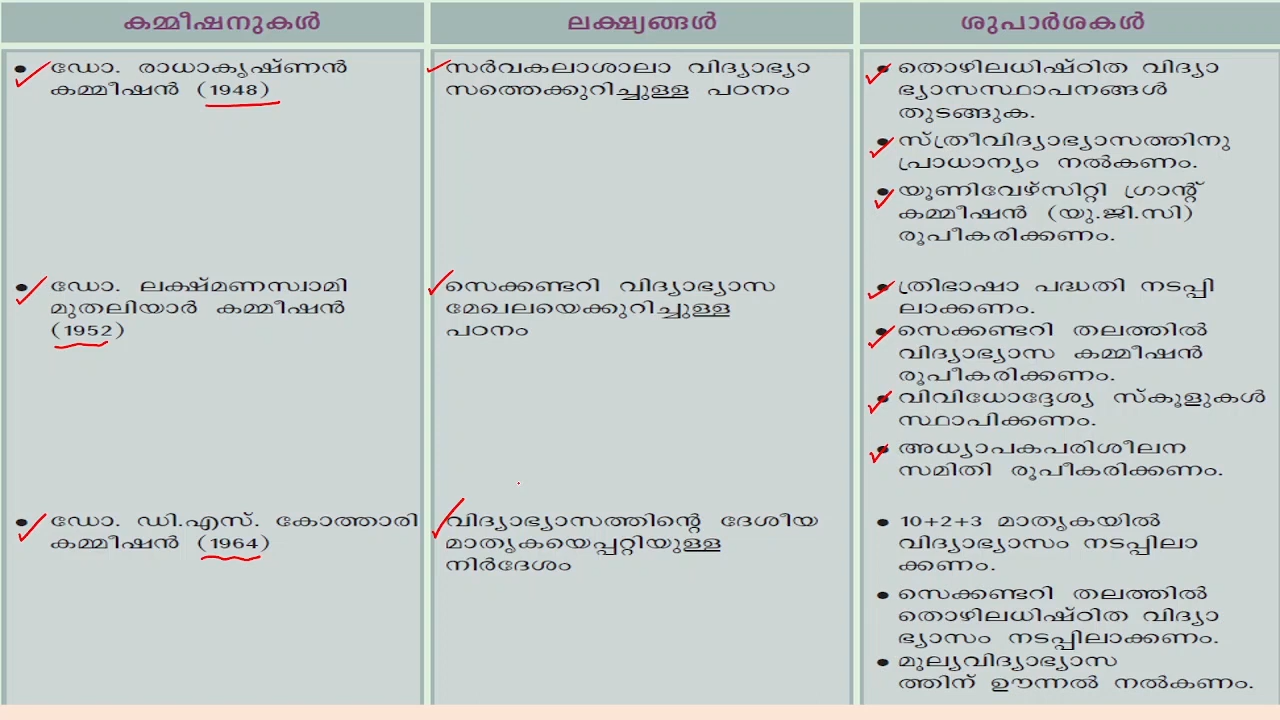 കമ്മീഷനുകൾ
ലക്ഷ്യങ്ങൾ
ശുപാർശകൾ
• ഡോ. രാധാകൃഷ്ണൻ
കമ്മീഷൻ (1948)
സർവകലാശാലാ വിദ്യാഭ്യാ
സത്തെക്കുറിച്ചുള്ള പഠനം
• തൊഴിലധിഷ്ഠിത വിദ്യാ
ഭ്യാസസ്ഥാപനങ്ങൾ
തുടങ്ങുക.
• സ്ത്രീവിദ്യാഭ്യാസത്തിനു
പ്രാധാന്യം നൽകണം.
• യൂണിവേഴ്സിറ്റി ഗ്രാന്റ്
കമ്മീഷൻ (യു.ജി.സി)
രൂപീകരിക്കണം.
• ഡോ. ലക്ഷ്മണസ്വാമി
മുതലിയാർ കമ്മീഷൻ
(1952)
സെക്കണ്ടറി വിദ്യാഭ്യാസ
മേഖലയെക്കുറിച്ചുള്ള
പഠനം
• ത്രിഭാഷാ പദ്ധതി നടപ്പി
ലാക്കണം.
• സെക്കണ്ടറി തലത്തിൽ
വിദ്യാഭ്യാസ കമ്മീഷൻ
രൂപീകരിക്കണം.
• വിവിധോദ്ദേശ്യ സ്കൂളുകൾ
സ്ഥാപിക്കണം.
• അധ്യാപകപരിശീലന
സമിതി രൂപീകരിക്കണം.
• ഡോ. ഡി.എസ്. കോത്താരി
കമ്മീഷൻ (1964)
വിദ്യാഭ്യാസത്തിന്റെ ദേശീയ
മാതൃകയെപ്പറ്റിയുള്ള
നിർദേശം
• 10+2+3 മാതൃകയിൽ
വിദ്യാഭ്യാസം നടപ്പിലാ
ക്കണം.
• സെക്കണ്ടറി തലത്തിൽ
തൊഴിലധിഷ്ഠിത വിദ്യാ
ഭ്യാസം നടപ്പിലാക്കണം.
• മൂല്യവിദ്യാഭ്യാസ
ത്തിന് ഊന്നൽ നൽകണം.